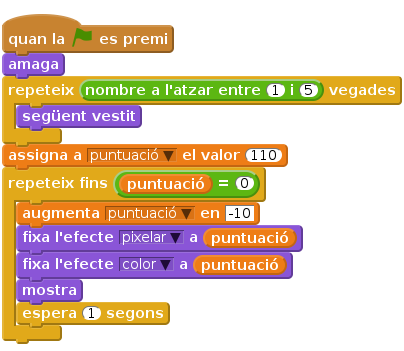 quan la es premi
amaga
repeteix nombre a l'atzar entre 1 i 5 vegades
següent vestit
assigna a puntuació el valor 110
repeteix fins puntuació = 0
augmenta puntuació en -10
fixa l'efecte pixelar a puntuació
fixa l'efecte color a puntuació
mostra
espera 1 segons